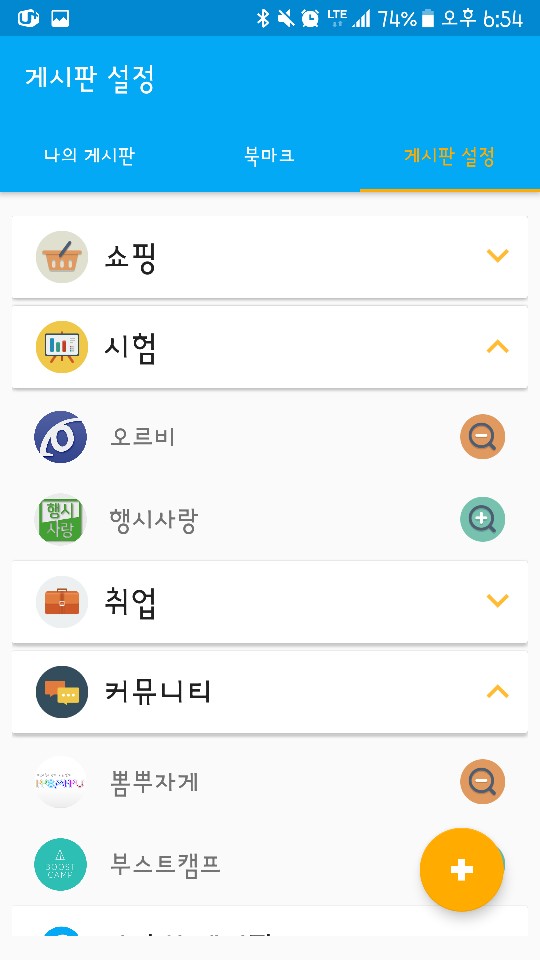 U+ LTE 74% 오후 6:54
게시판 설정
나의 게시판 북마크 게시판 설정
쇼핑
시험
오르비
행시
사랑
행시사랑
취업
커뮤니티
뽐뿌자게
BOOST
CAMP
부스트캠프